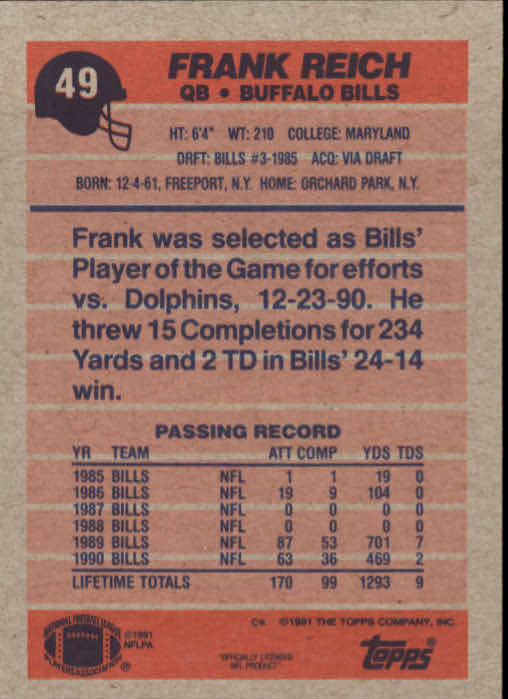 49
FRANK REICH
QB • BUFFALO BILLS
HT: 6'4" WT: 210 COLLEGE: MARYLAND
DRFT: BILLS #3-1985 ACQ: VIA DRAFT
BORN: 12-4-61, FREEPORT, N.Y. HOME: ORCHARD PARK, N.Y.
Frank was selected as Bills'
Player of the Game for efforts
vs. Dolphins, 12-23-90. He
threw 15 Completions for 234
Yards and 2 TD in Bills' 24-14
win.
PASSING RECORD
YR TEAM ATT COMP YDS TDS
1985 BILLS NFL 1 1 19 0
1986 BILLS NFL 19 9 104 0
1987 BILLS NFL 0 0 0 0
1988 BILLS NFL 0 0 0 0
1989 BILLS NFL 87 53 701 7
1990 BILLS NFL 63 36 469 2
LIFETIME TOTALS 170 99 1293 9
NATIONAL FOOTBALL LEAGUE
PLAYERS ASSOCIATION
®
©1991
NFLPA
©1991 THE TOPPS COMPANY, INC.
"OFFICIALLY LICENSED
NFL PRODUCT"
topps®